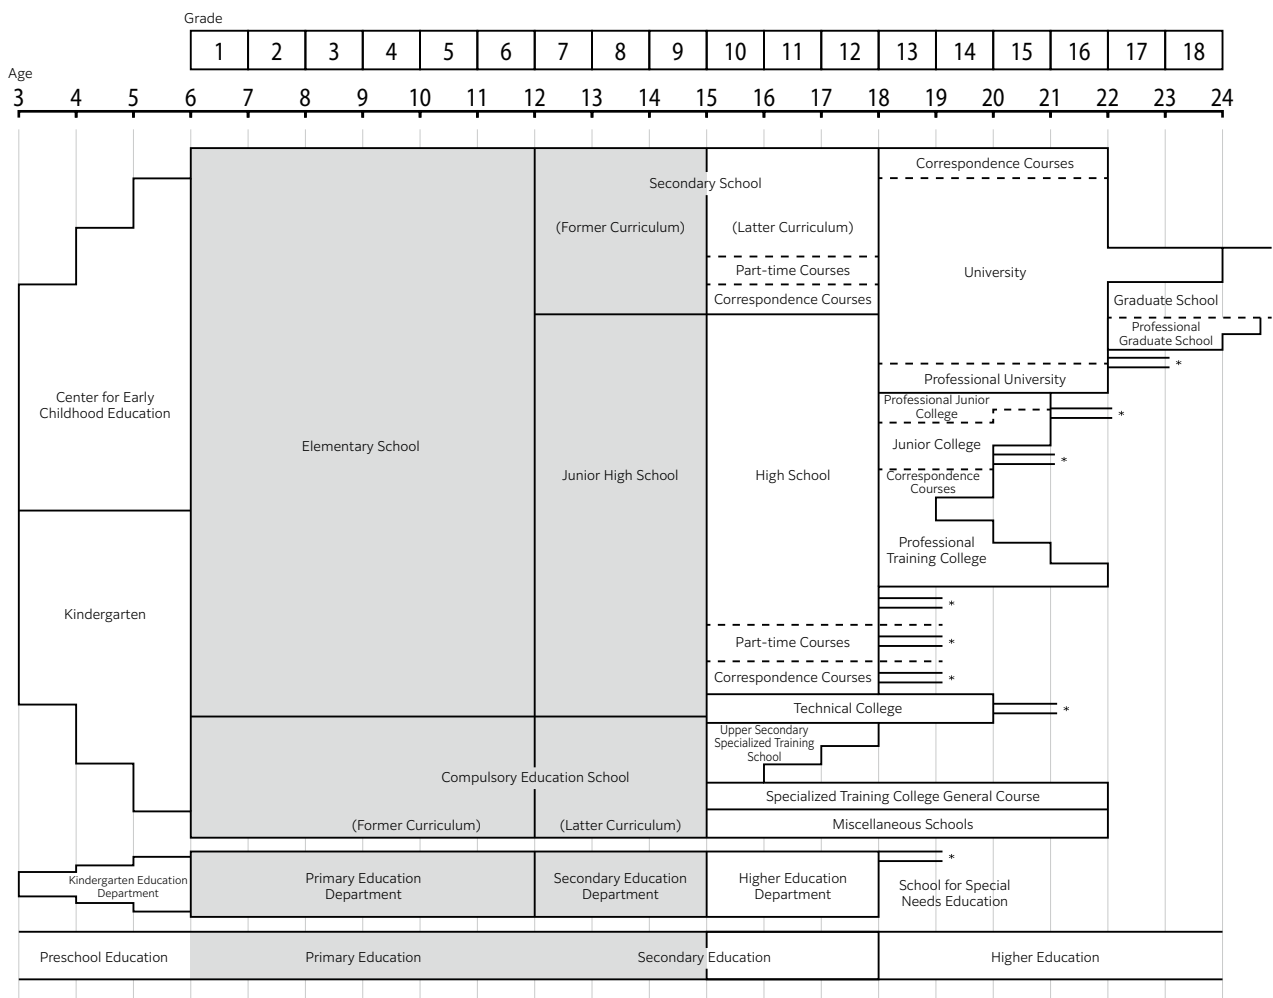 Grade
1 2 3 4 5 6 7 8 9 10 11 12 13 14 15 16 17 18
Age
3 4 5 6 7 8 9 10 11 12 13 14 15 16 17 18 19 20 21 22 23 24
Correspondence Courses
Secondary School
(Former Curriculum)
(Latter Curriculum)
Part-time Courses
Correspondence Courses
University
Graduate School
Professional
Graduate School
*
Professional University
Professional Junior
College
*
Junior College
*
Correspondence
Courses
Center for Early
Childhood Education
Elementary School
Junior High School
High School
Professional
Training College
Kindergarten
*
Part-time Courses
*
Correspondence Courses
*
Technical College
*
Upper Secondary
Specialized Training
School
Compulsory Education School
(Former Curriculum)
(Latter Curriculum)
Specialized Training College General Course
Miscellaneous Schools
*
Kindergarten Education
Department
Primary Education
Department
Secondary Education
Department
Higher Education
Department
School for Special
Needs Education
Preschool Education
Primary Education
Secondary Education
Higher Education